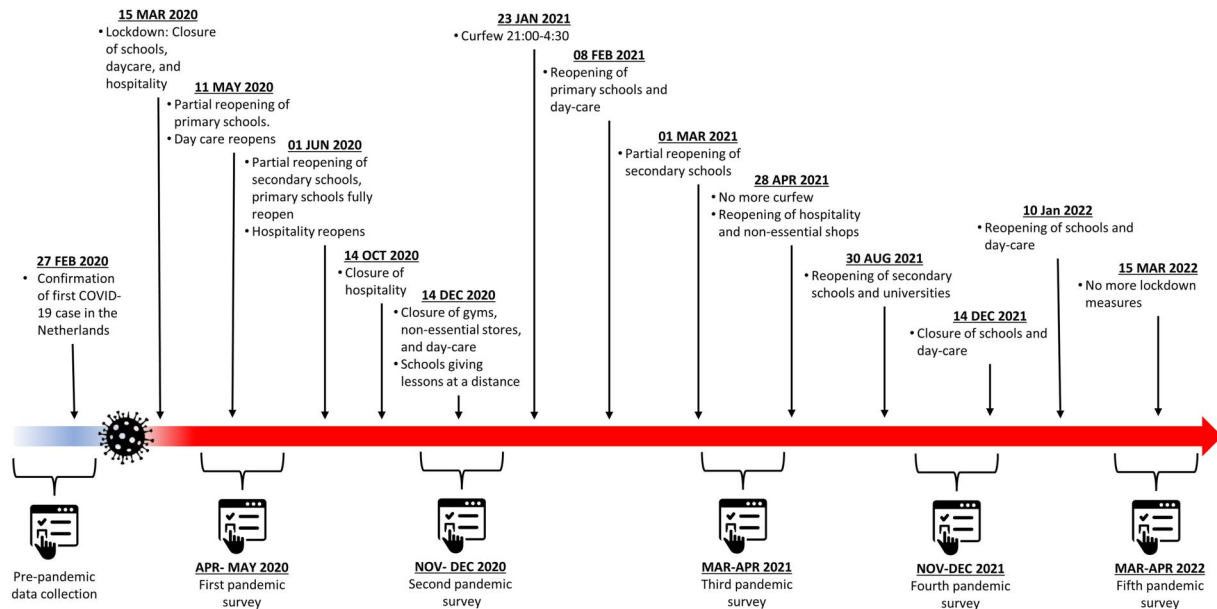 15 MAR 2020
• Lockdown: Closure
of schools,
daycare, and
hospitality
11 MAY 2020
• Partial reopening of
primary schools.
• Day care reopens
01 JUN 2020
• Partial reopening of
secondary schools,
primary schools fully
reopen
• Hospitality reopens
27 FEB 2020
• Confirmation
of first COVID-
19 case in the
Netherlands
14 OCT 2020
• Closure of
hospitality
14 DEC 2020
• Closure of gyms,
non-essential stores,
and day-care
• Schools giving
lessons at a distance
23 JAN 2021
• Curfew 21:00-4:30
08 FEB 2021
• Reopening of
primary schools and
day-care
01 MAR 2021
• Partial reopening of
secondary schools
28 APR 2021
• No more curfew
• Reopening of hospitality
and non-essential shops
30 AUG 2021
• Reopening of secondary
schools and universities
14 DEC 2021
• Closure of schools and
day-care
10 Jan 2022
• Reopening of schools and
day-care
15 MAR 2022
• No more lockdown
measures
Pre-pandemic
data collection
APR- MAY 2020
First pandemic
survey
NOV- DEC 2020
Second pandemic
survey
MAR-APR 2021
Third pandemic
survey
NOV-DEC 2021
Fourth pandemic
survey
MAR-APR 2022
Fifth pandemic
survey